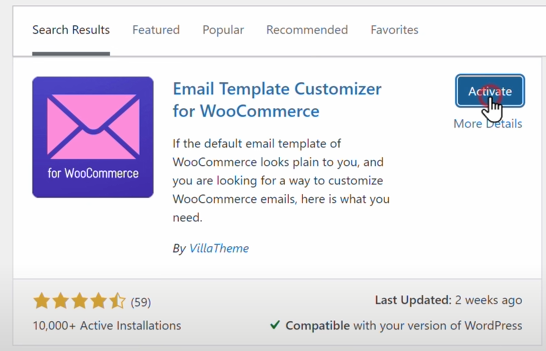 Search Results Featured Popular Recommended Favorites
Email Template Customizer
for WooCommerce
Activate
More Details
If the default email template of
WooCommerce looks plain to you, and
you are looking for a way to customize
WooCommerce emails, here is what you
need.
By VillaTheme
for WooCommerce
(59)
Last Updated: 2 weeks ago
10,000+ Active Installations
Compatible with your version of WordPress